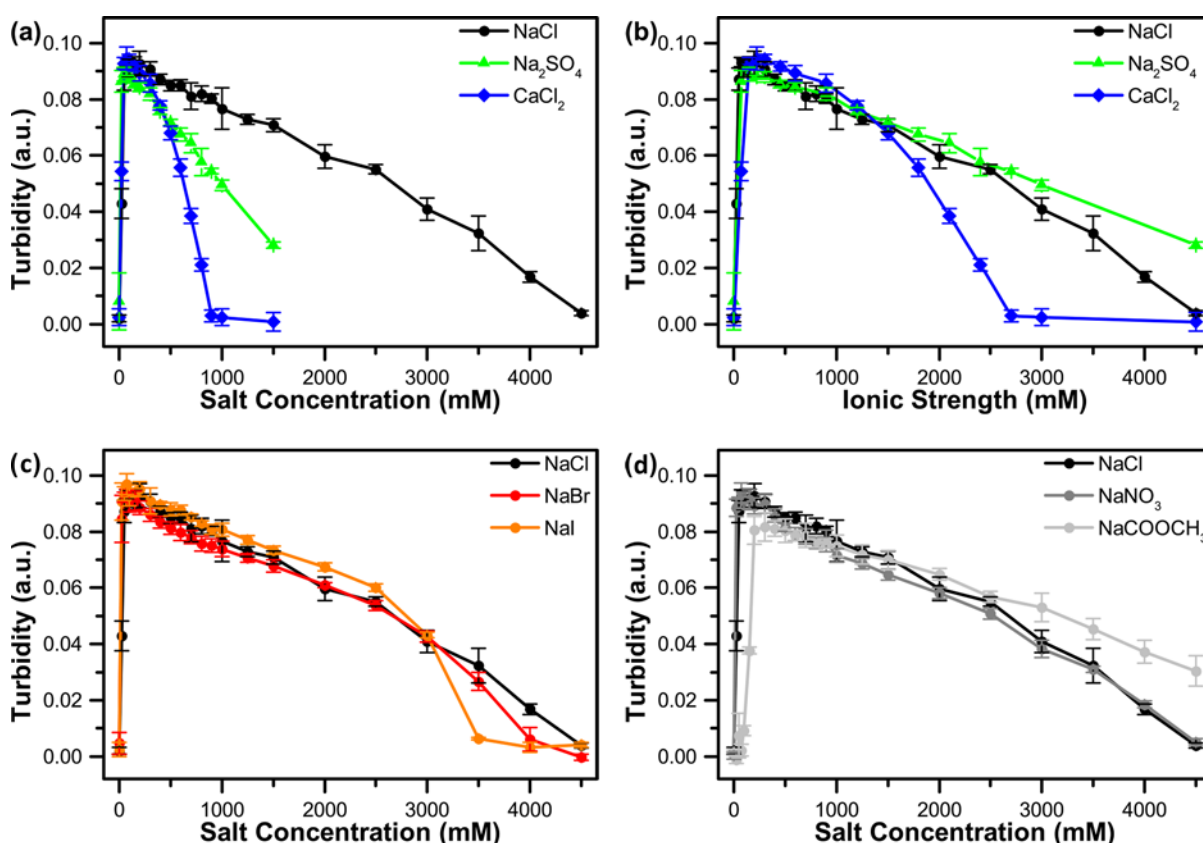 (a)
NaCl
Na₂SO₄
CaCl₂
0.10
0.08
0.06
0.04
0.02
0.00
Turbidity (a.u.)
0 1000 2000 3000 4000
Salt Concentration (mM)
(b)
NaCl
Na₂SO₄
CaCl₂
0.10
0.08
0.06
0.04
0.02
0.00
Turbidity (a.u.)
0 1000 2000 3000 4000
Ionic Strength (mM)
(c)
NaCl
NaBr
NaI
0.10
0.08
0.06
0.04
0.02
0.00
Turbidity (a.u.)
0 1000 2000 3000 4000
Salt Concentration (mM)
(d)
NaCl
NaNO₃
NaCOOCH₃
0.10
0.08
0.06
0.04
0.02
0.00
Turbidity (a.u.)
0 1000 2000 3000 4000
Salt Concentration (mM)